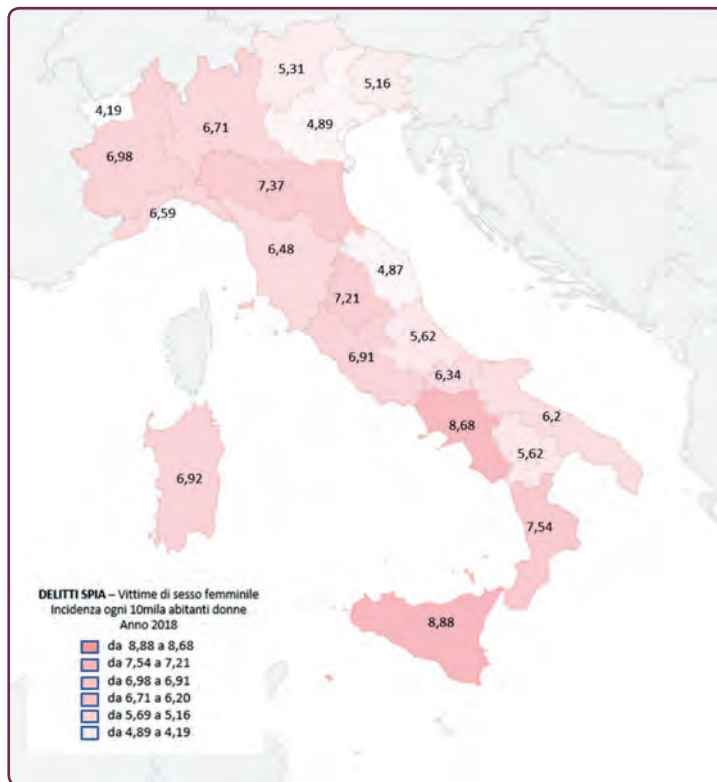 5,31
5,16
4,19
4,89
6,71
6,98
7,37
6,59
6,48
4,87
7,21
5,62
6,91
6,34
8,68
6,2
5,62
6,92
7,54
8,88
DELITTI SPIA – Vittime di sesso femminile
Incidenza ogni 10mila abitanti donne
Anno 2018
da 8,88 a 8,68
da 7,54 a 7,21
da 6,98 a 6,91
da 6,71 a 6,20
da 5,69 a 5,16
da 4,89 a 4,19